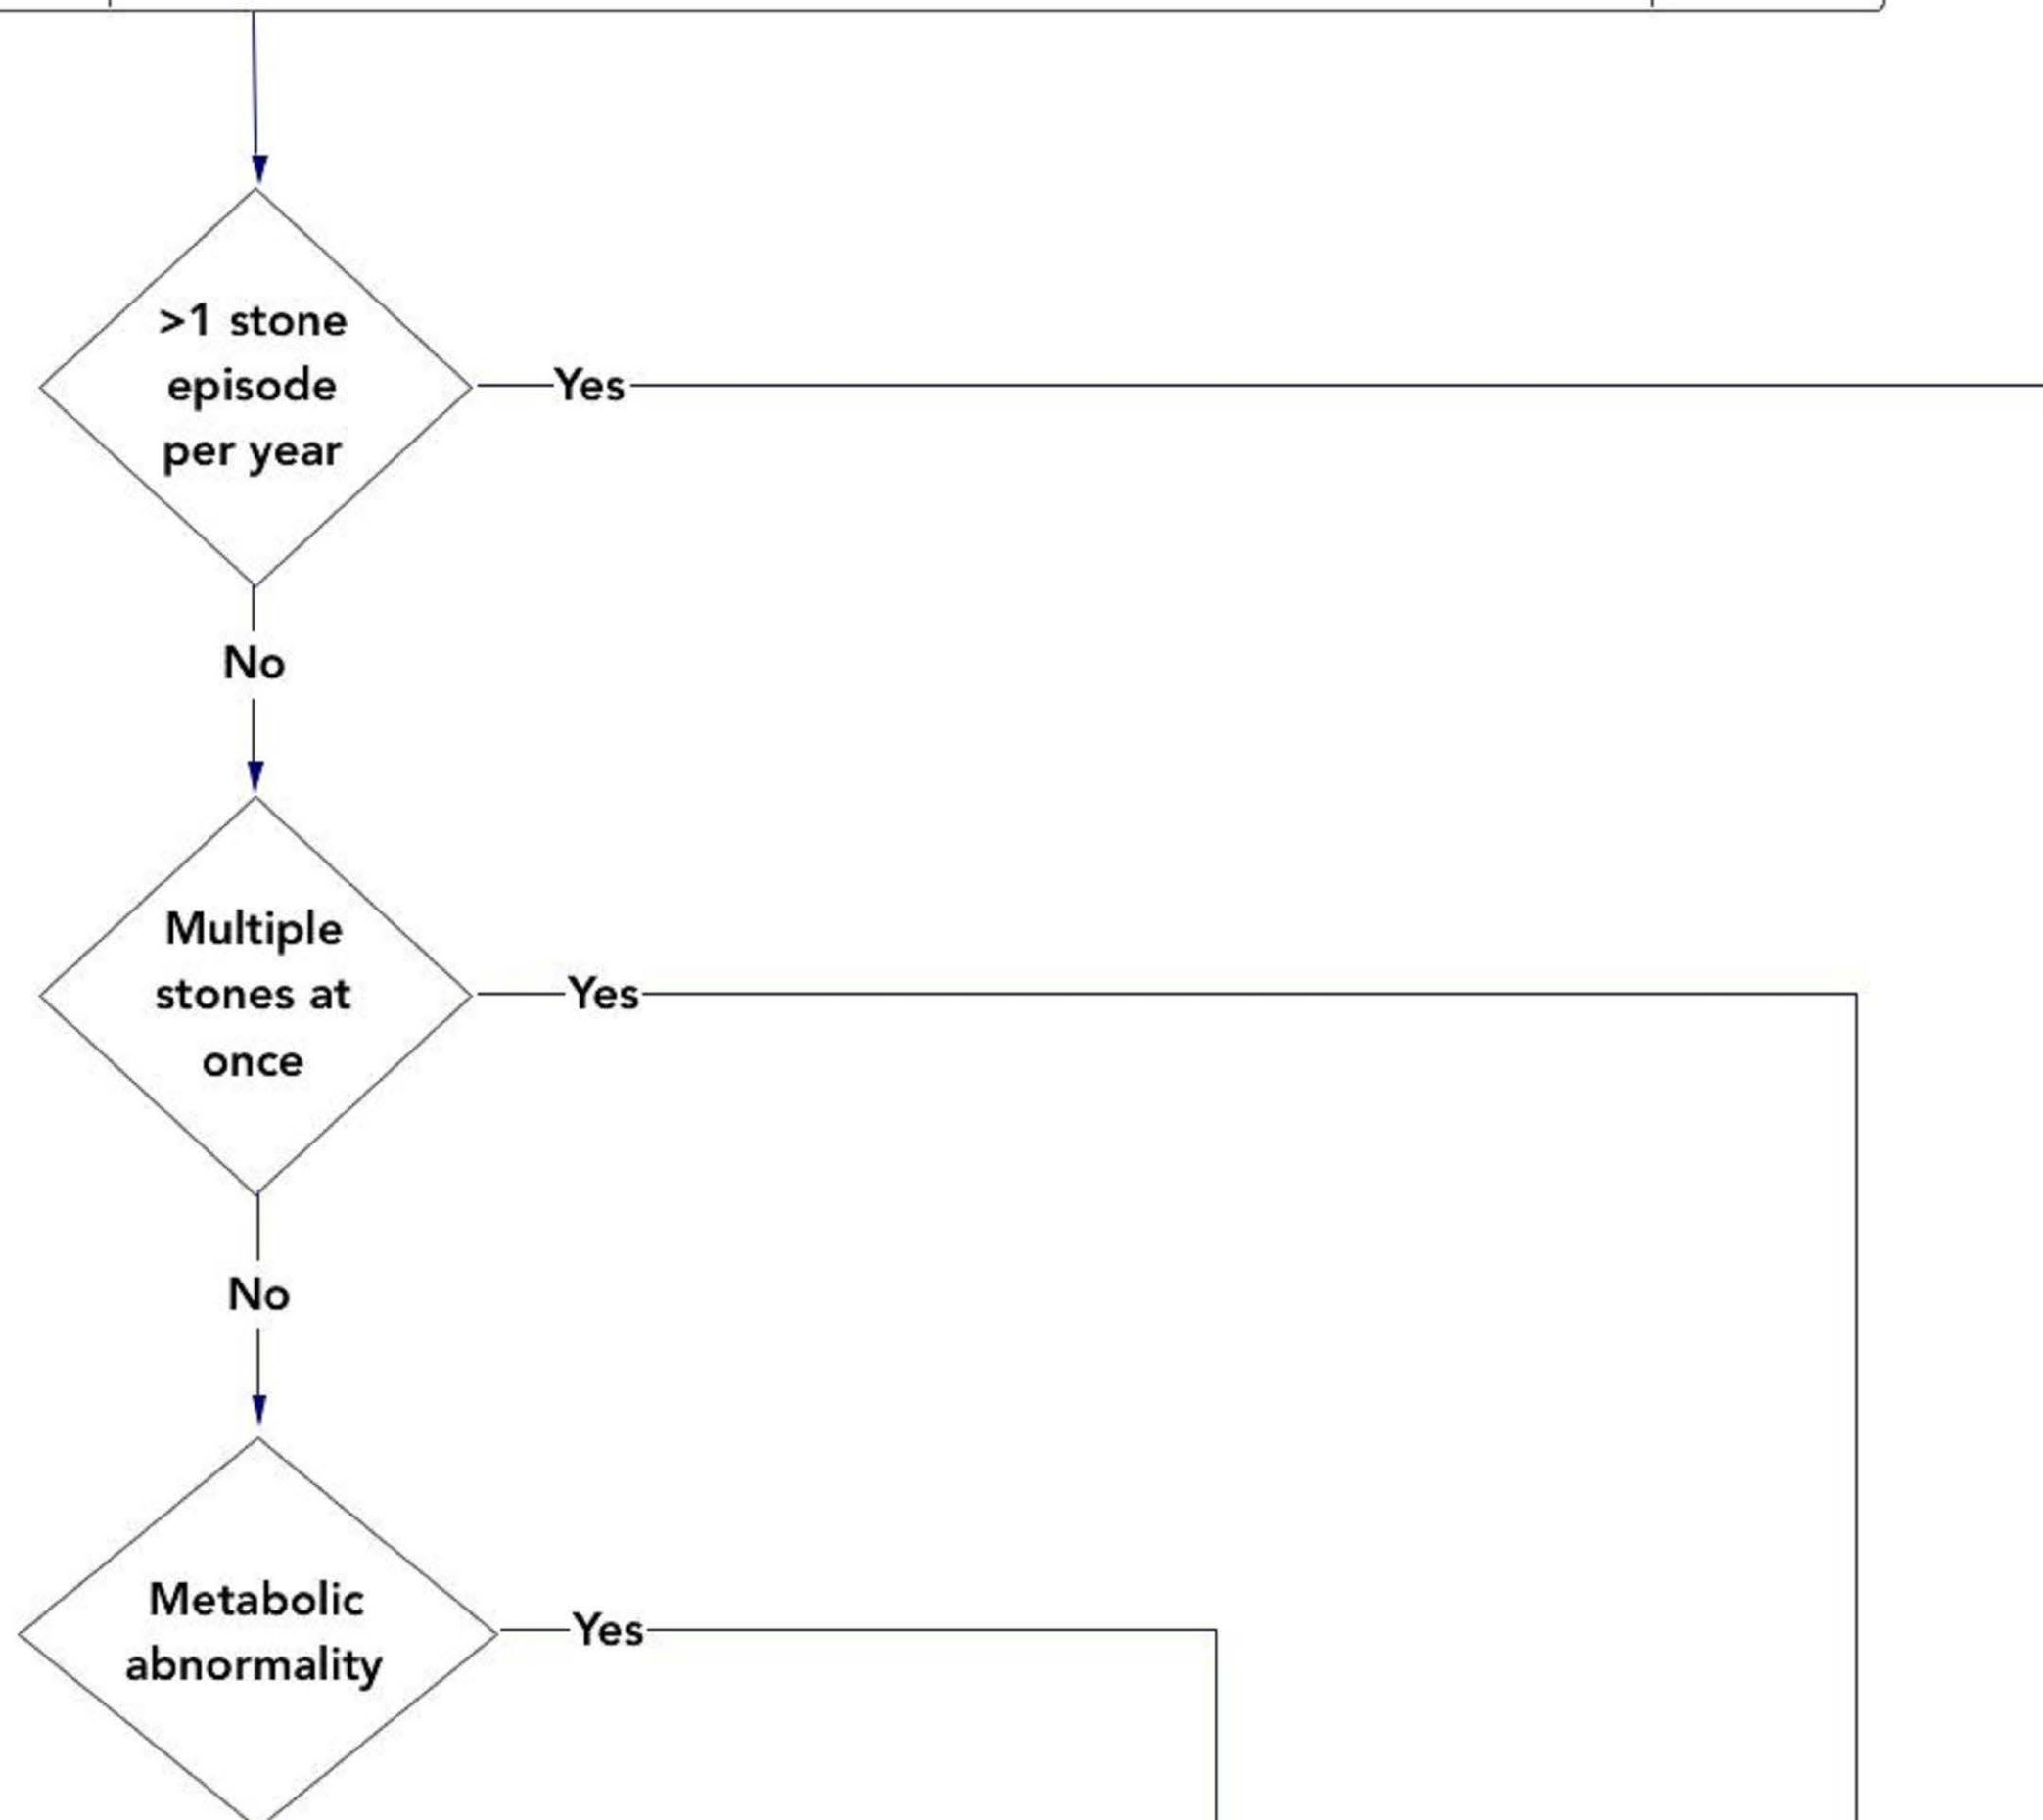 >1 stone
episode
per year
Yes
No
Multiple
stones at
once
Yes
No
Metabolic
abnormality
Yes